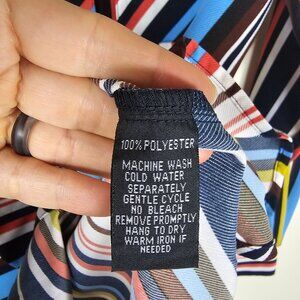 100% POLYESTER
MACHINE WASH
COLD WATER
SEPARATELY
GENTLE CYCLE
NO BLEACH
REMOVE PROMPTLY
HANG TO DRY
WARM IRON IF
NEEDED